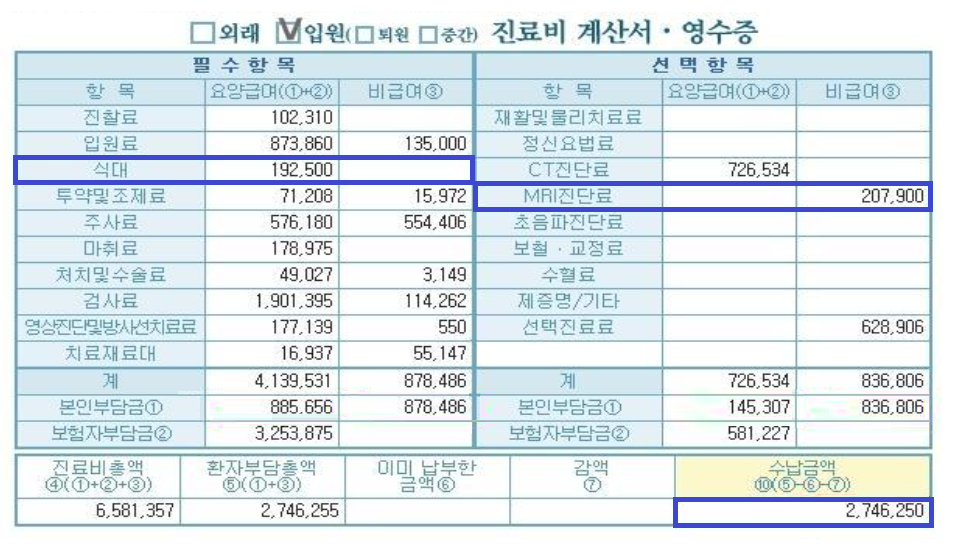 외래 입원(퇴원 중간) 진료비 계산서 · 영수증
필수항목 선택항목
항 목 요양급여(①+②) 비급여③ 항 목 요양급여(①+②) 비급여③
진찰료 102,310 재활및물리치료료
입원료 873,860 135,000 정신요법료
식대 192,500 CT진단료 726,534
투약및조제료 71,208 15,972 MRI진단료 207,900
주사료 576,180 554,406 초음파진단료
마취료 178,975 보철·교정료
처치및수술료 49,027 3,149 수혈료
검사료 1,901,395 114,262 제증명/기타
영상진단및방사선치료료 177,139 550 선택진료료 628,906
치료재료대 16,937 55,147
계 4,139,531 878,486 계 726,534 836,806
본인부담금① 885.656 878,486 본인부담금① 145,307 836,806
보험자부담금② 3,253,875 보험자부담금② 581,227
진료비총액 환자부담총액 이미 납부한 감액 수납금액
④(①+②+③) ⑤(①+③) 금액⑥ ⑦ ⑩(⑤-⑥-⑦)
6,581,357 2,746,255 2,746,250